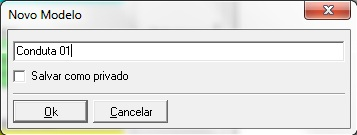 Novo Modelo
Conduta 01
Salvar como privado
Ok Cancelar